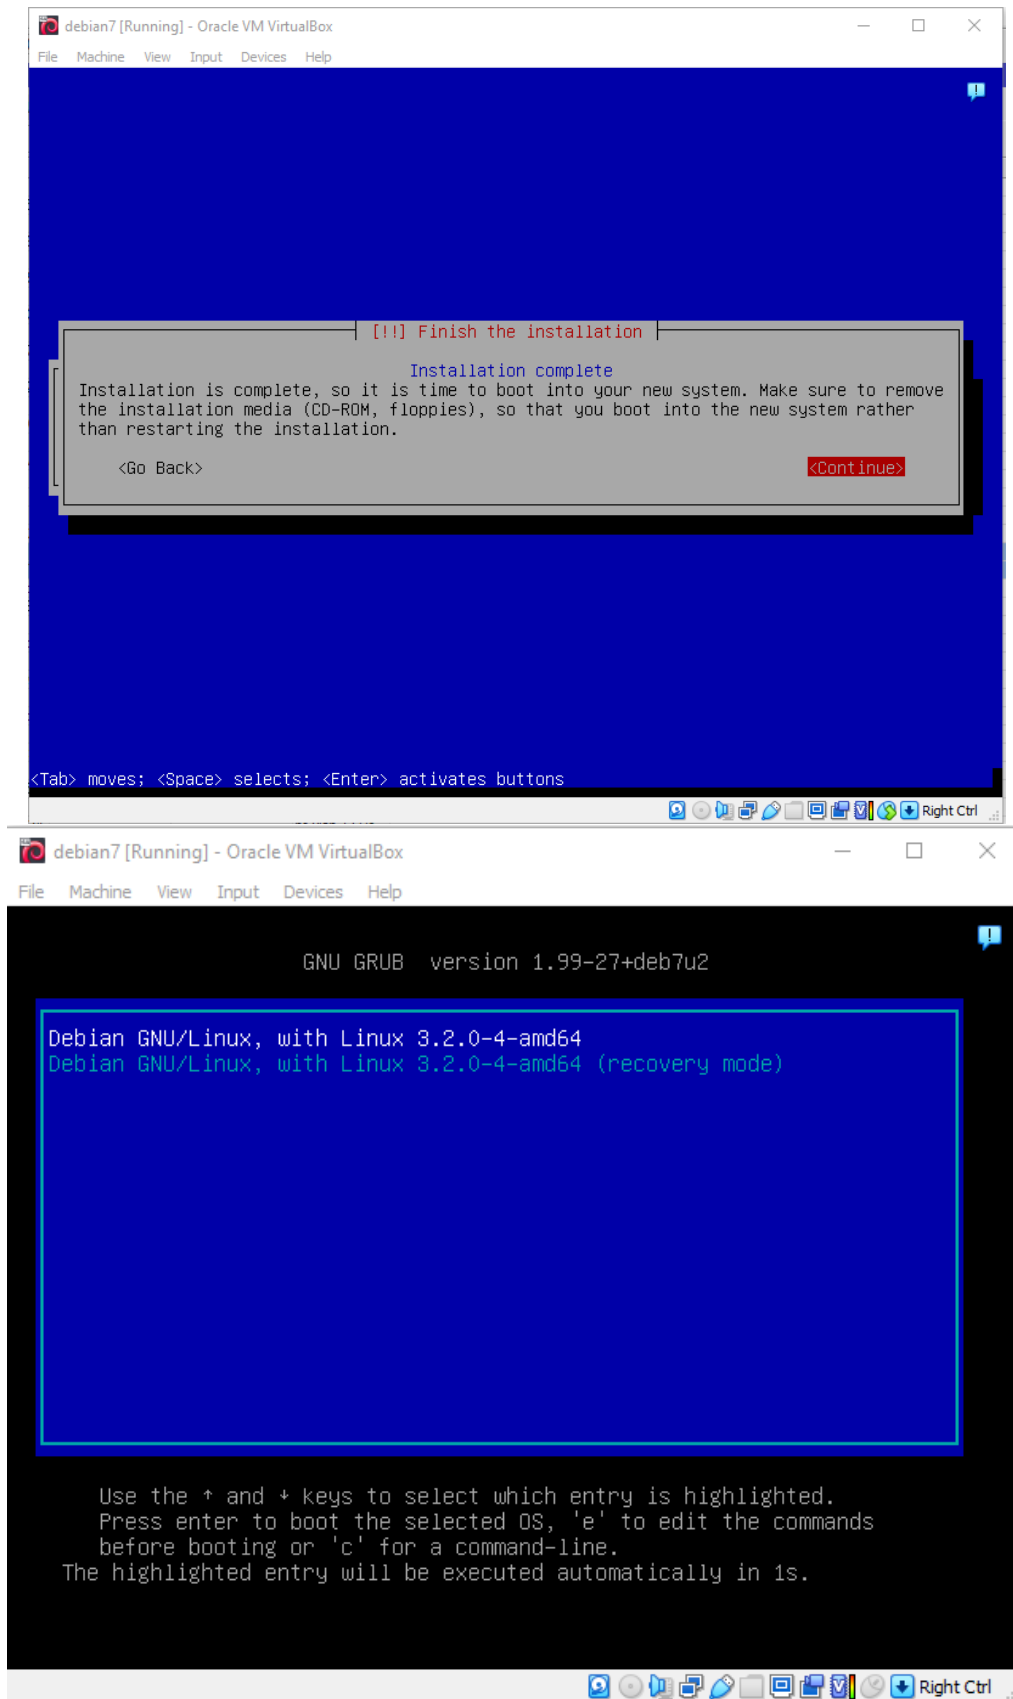 debian7 [Running] - Oracle VM VirtualBox
File Machine View Input Devices Help
[!!] Finish the installation
Installation complete
Installation is complete, so it is time to boot into your new system. Make sure to remove
the installation media (CD-ROM, floppies), so that you boot into the new system rather
than restarting the installation.
<Go Back> <Continue>
<Tab> moves; <Space> selects; <Enter> activates buttons
Right Ctrl
debian7 [Running] - Oracle VM VirtualBox
File Machine View Input Devices Help
GNU GRUB version 1.99-27+deb7u2
Debian GNU/Linux, with Linux 3.2.0-4-amd64
Debian GNU/Linux, with Linux 3.2.0-4-amd64 (recovery mode)
Use the ↑ and ↓ keys to select which entry is highlighted.
Press enter to boot the selected OS, 'e' to edit the commands
before booting or 'c' for a command-line.
The highlighted entry will be executed automatically in 1s.
Right Ctrl